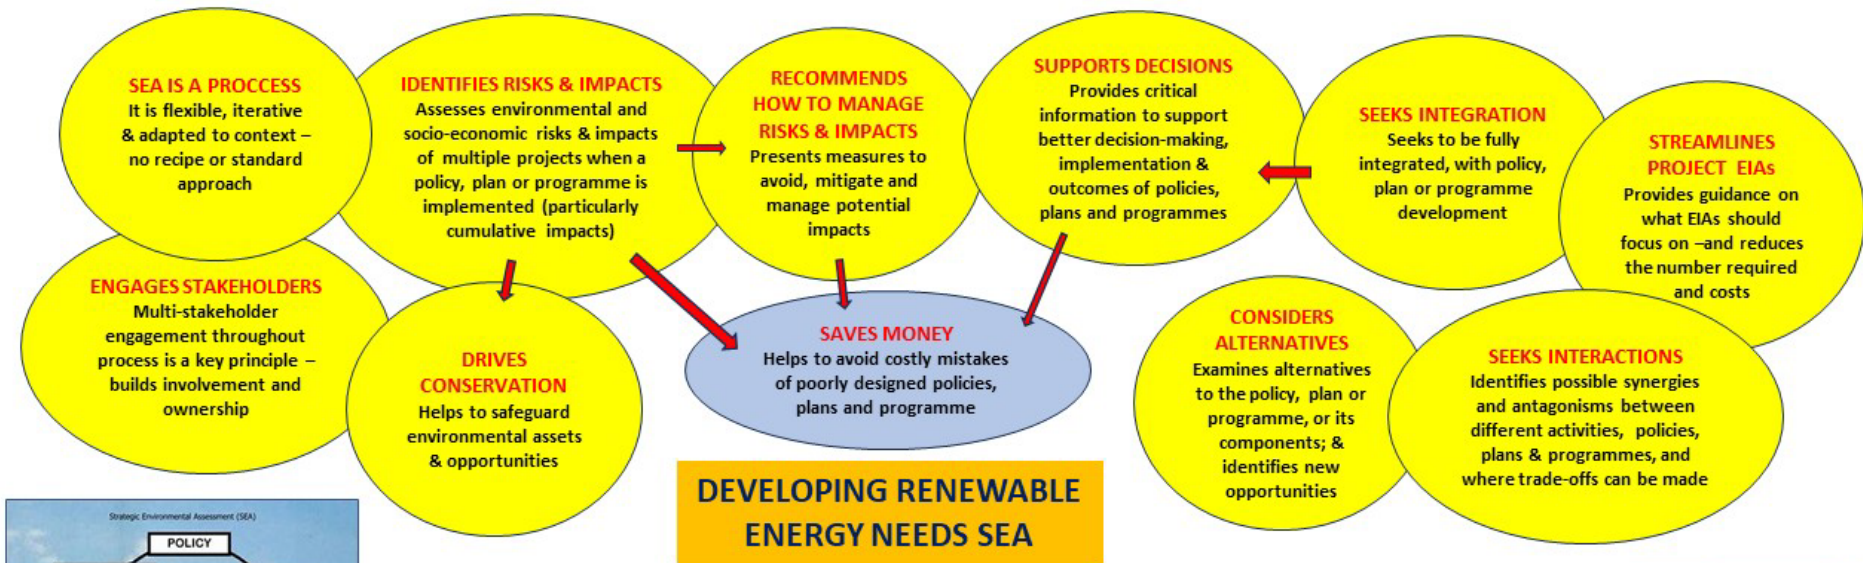 SEA IS A PROCCESS
It is flexible, iterative
& adapted to context –
no recipe or standard
approach
IDENTIFIES RISKS & IMPACTS
Assesses environmental and
socio-economic risks & impacts
of multiple projects when a
policy, plan or programme is
implemented (particularly
cumulative impacts)
RECOMMENDS
HOW TO MANAGE
RISKS & IMPACTS
Presents measures to
avoid, mitigate and
manage potential
impacts
SUPPORTS DECISIONS
Provides critical
information to support
better decision-making,
implementation &
outcomes of policies,
plans and programmes
SEEKS INTEGRATION
Seeks to be fully
integrated, with policy,
plan or programme
development
STREAMLINES
PROJECT EIAs
Provides guidance on
what EIAs should
focus on –and reduces
the number required
and costs
ENGAGES STAKEHOLDERS
Multi-stakeholder
engagement throughout
process is a key principle –
builds involvement and
ownership
DRIVES
CONSERVATION
Helps to safeguard
environmental assets
& opportunities
SAVES MONEY
Helps to avoid costly mistakes
of poorly designed policies,
plans and programme
CONSIDERS
ALTERNATIVES
Examines alternatives
to the policy, plan or
programme, or its
components; &
identifies new
opportunities
SEEKS INTERACTIONS
Identifies possible synergies
and antagonisms between
different activities, policies,
plans & programmes, and
where trade-offs can be made
DEVELOPING RENEWABLE
ENERGY NEEDS SEA
Strategic Environmental Assessment (SEA)
POLICY